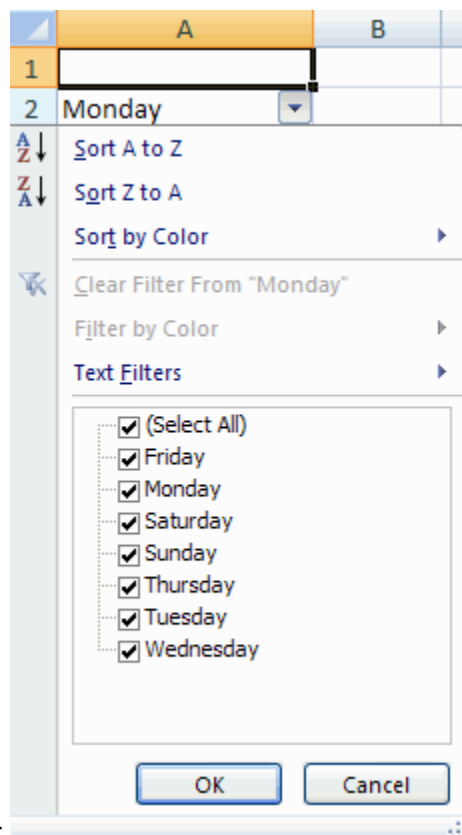 A B
1
2 Monday
Sort A to Z
Sort Z to A
Sort by Color
Clear Filter From "Monday"
Filter by Color
Text Filters
(Select All)
Friday
Monday
Saturday
Sunday
Thursday
Tuesday
Wednesday
OK Cancel